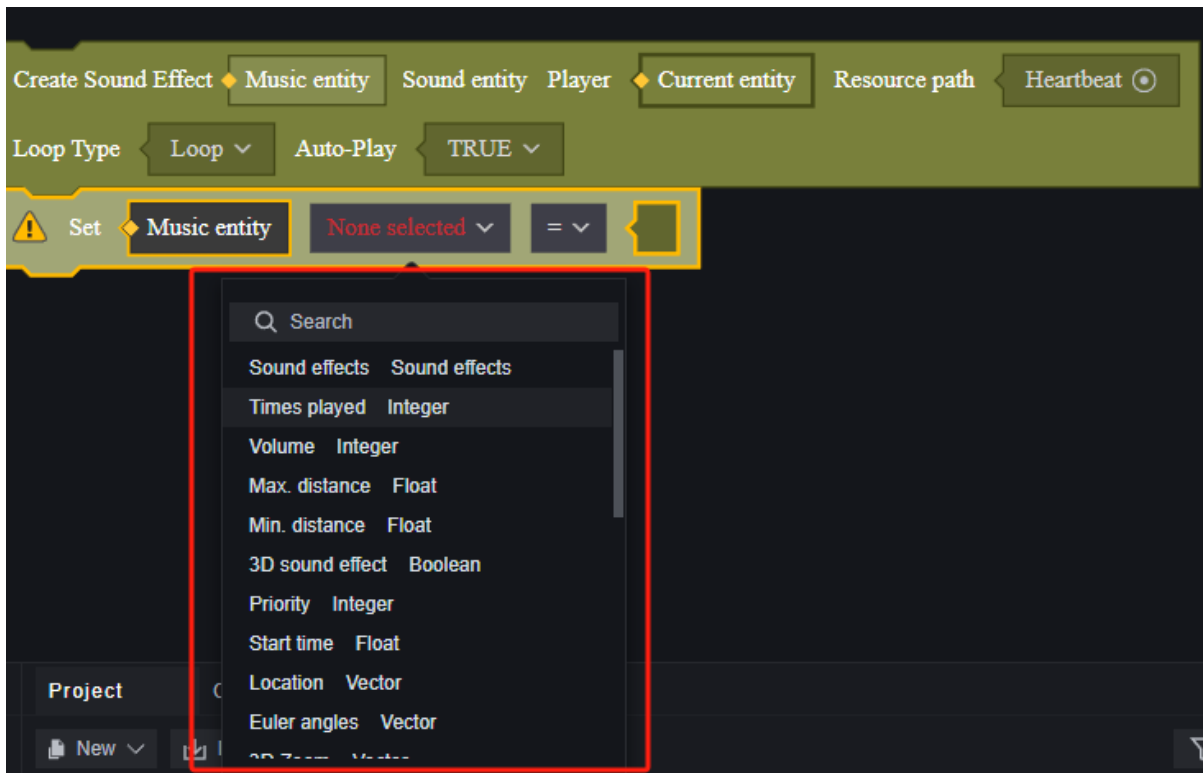 Create Sound Effect Music entity Sound entity Player Current entity Resource path Heartbeat
Loop Type Loop Auto-Play TRUE
Set Music entity None selected =
Search
Sound effects Sound effects
Times played Integer
Volume Integer
Max. distance Float
Min. distance Float
3D sound effect Boolean
Priority Integer
Start time Float
Location Vector
Project
Euler angles Vector
New